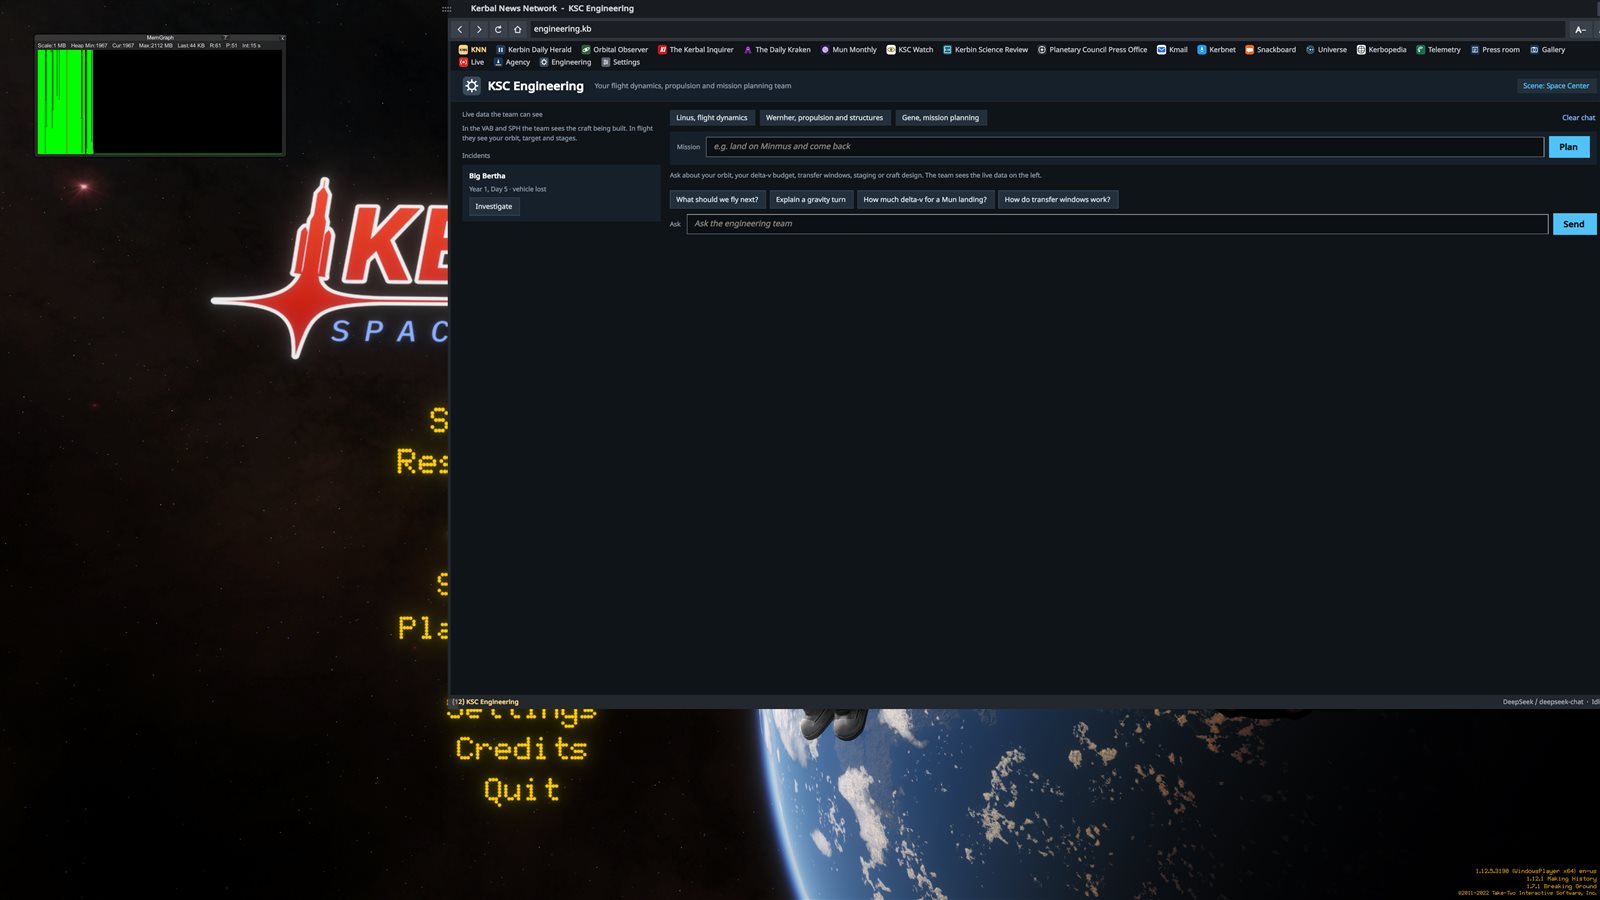 Kerbal News Network - KSC Engineering
engineering.kb
A-
KNN Kerbin Daily Herald Orbital Observer The Kerbal Inquirer The Daily Kraken Mun Monthly KSC Watch Kerbin Science Review Planetary Council Press Office Kmail Kerbnet Snackboard Universe Kerbopedia Telemetry Press room Gallery
Live Agency Engineering Settings
KSC Engineering Your flight dynamics, propulsion and mission planning team Scene: Space Center
MemGraph ? X
Scale:1 MB Heap Min:1967 Cur:1967 Max:2112 MB Last:44 KB R:61 P:51 Int:15 s
Live data the team can see
In the VAB and SPH the team sees the craft being built. In flight
they see your orbit, target and stages.
Incidents
Big Bertha
Year 1, Day 5 · vehicle lost
Investigate
Linus, flight dynamics Wernher, propulsion and structures Gene, mission planning Clear chat
Mission e.g. land on Minmus and come back Plan
Ask about your orbit, your delta-v budget, transfer windows, staging or craft design. The team sees the live data on the left.
What should we fly next? Explain a gravity turn How much delta-v for a Mun landing? How do transfer windows work?
Ask Ask the engineering team Send
KE
SPAC
S
Res
S
Pla
(12) KSC Engineering DeepSeek / deepseek-chat · Idl
Settings
Credits
Quit
1.12.5.3190 (WindowsPlayer x64) en-us
1.12.1 Making History
1.7.1 Breaking Ground
©2011-2022 Take-Two Interactive Software, Inc.